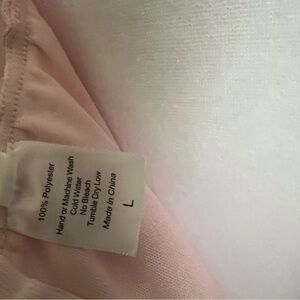 100% Polyester
Hand or Machine Wash
Cold Water
No Bleach
Tumble Dry Low
Made in China
L